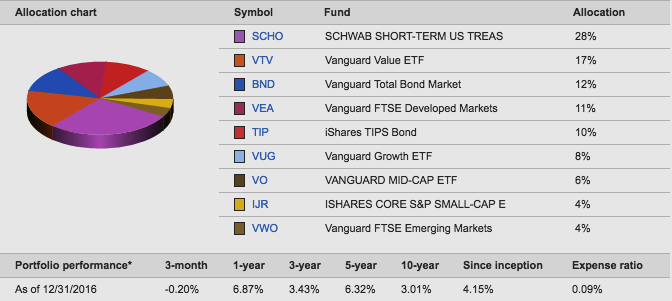 Allocation chart Symbol Fund Allocation
SCHO SCHWAB SHORT-TERM US TREAS 28%
VTV Vanguard Value ETF 17%
BND Vanguard Total Bond Market 12%
VEA Vanguard FTSE Developed Markets 11%
TIP iShares TIPS Bond 10%
VUG Vanguard Growth ETF 8%
VO VANGUARD MID-CAP ETF 6%
IJR ISHARES CORE S&P SMALL-CAP E 4%
VWO Vanguard FTSE Emerging Markets 4%
Portfolio performance* 3-month 1-year 3-year 5-year 10-year Since inception Expense ratio
As of 12/31/2016 -0.20% 6.87% 3.43% 6.32% 3.01% 4.15% 0.09%